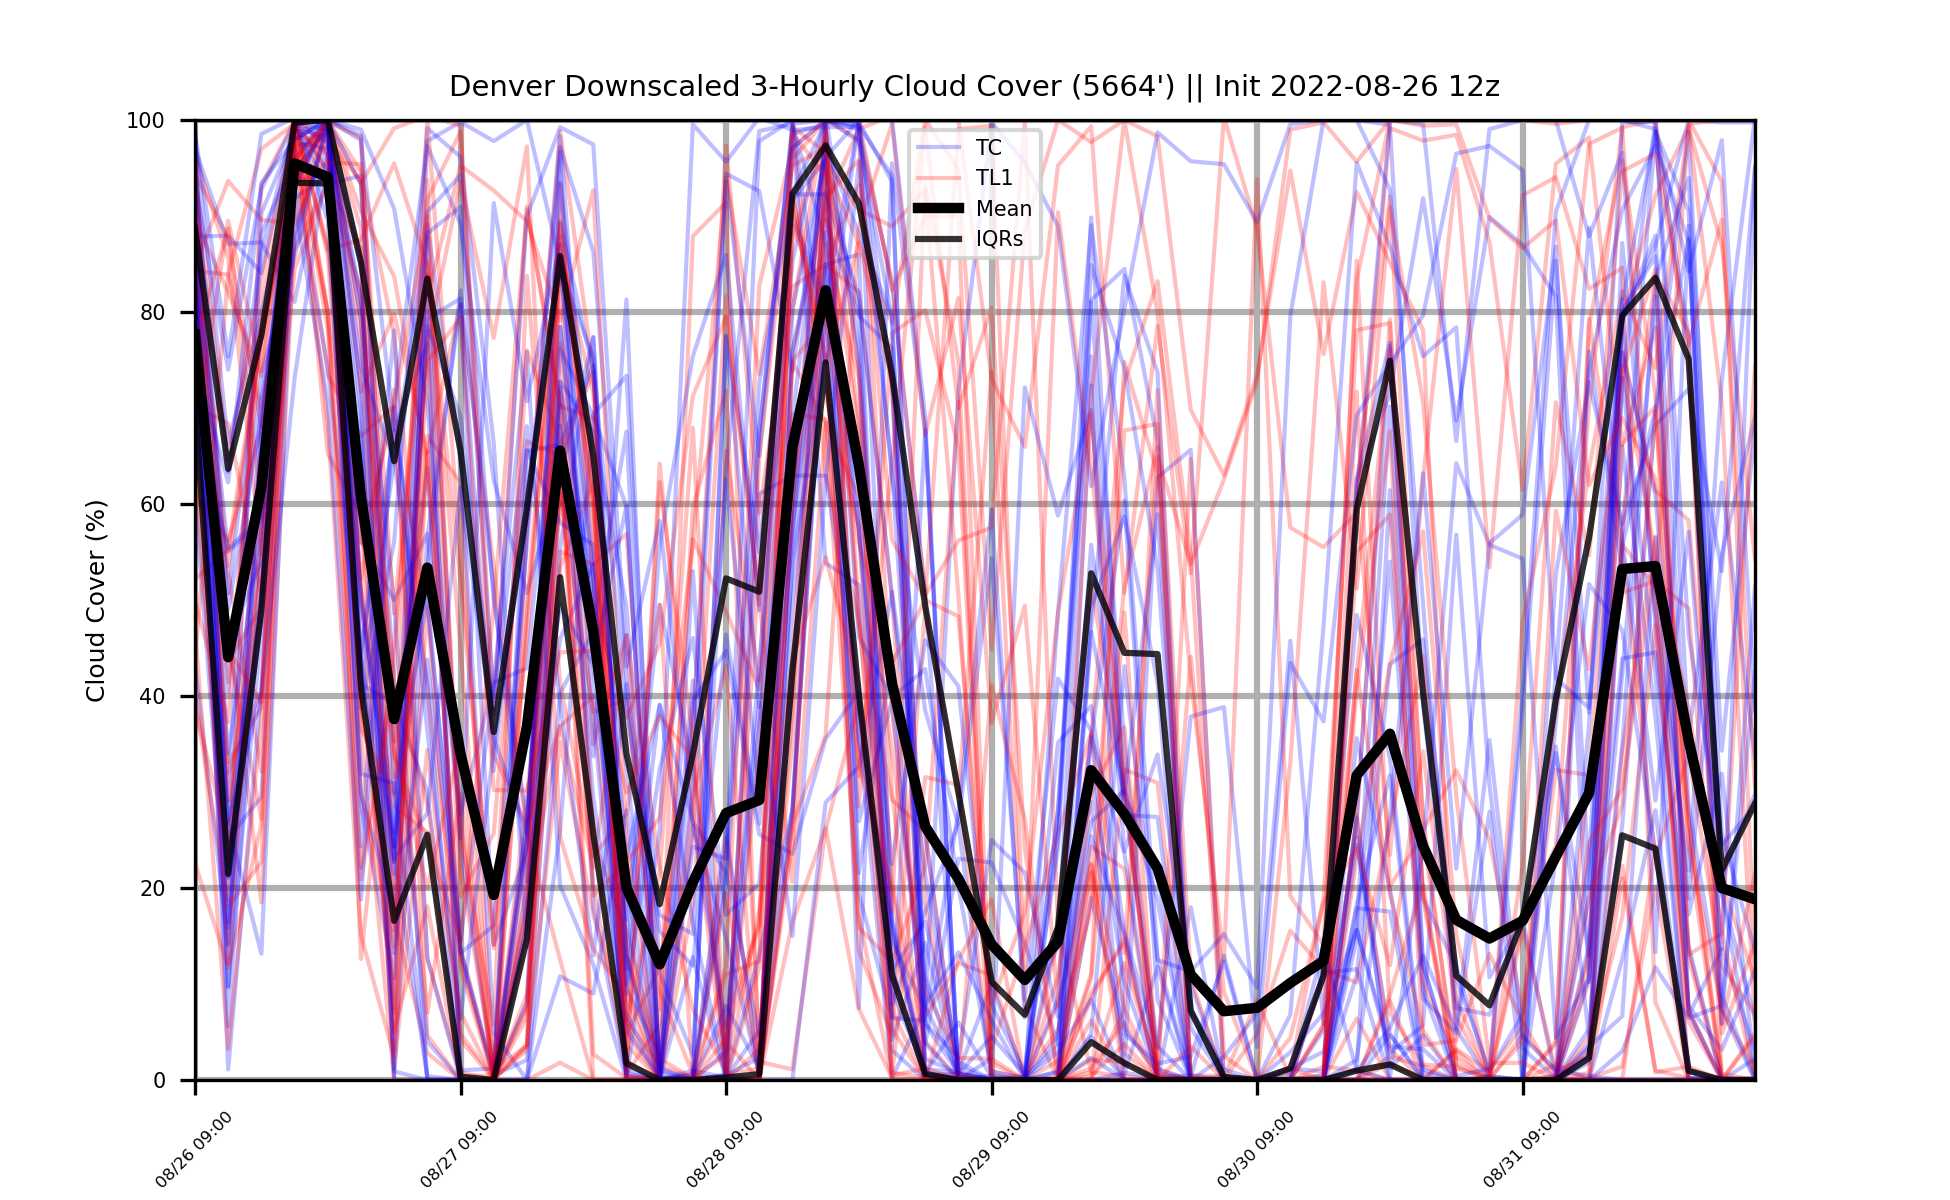 Denver Downscaled 3-Hourly Cloud Cover (5664') || Init 2022-08-26 12z
Cloud Cover (%)
100
80
60
40
20
0
TC
TL1
Mean
IQRs
08/26 09:00
08/27 09:00
08/28 09:00
08/29 09:00
08/30 09:00
08/31 09:00